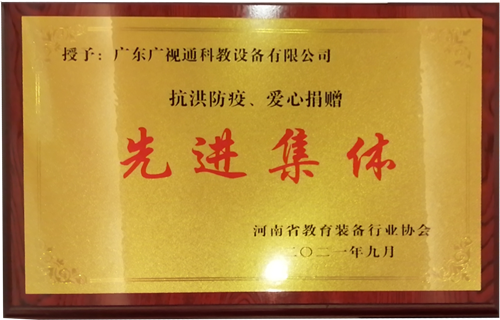 授予：广东广视通科教设备有限公司
抗洪防疫、爱心捐赠
先进集体
河南省教育装备行业协会
二〇二一年九月